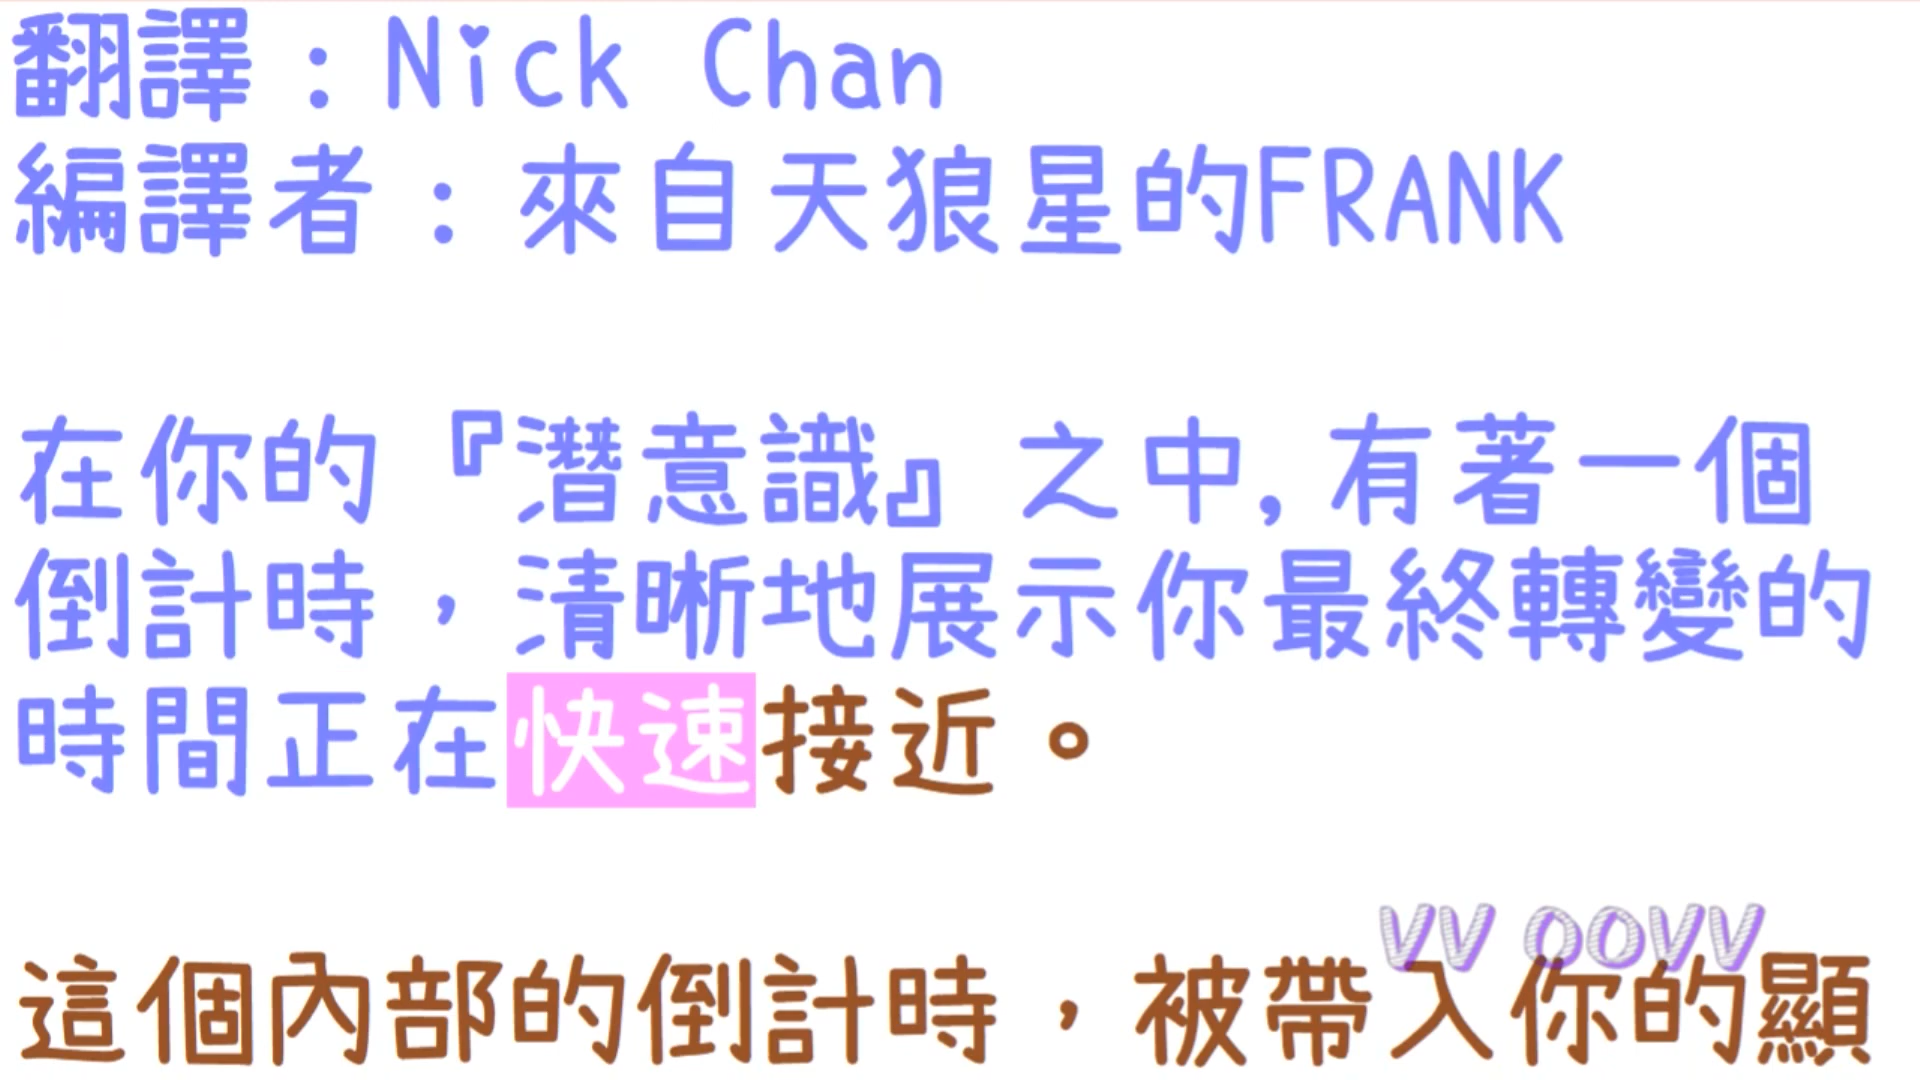 翻譯：Nick Chan
編譯者：來自天狼星的FRANK
在你的『潛意識』之中,有著一個
倒計時，清晰地展示你最終轉變的
時間正在快速接近。
VV OOVV
這個內部的倒計時，被帶入你的顯